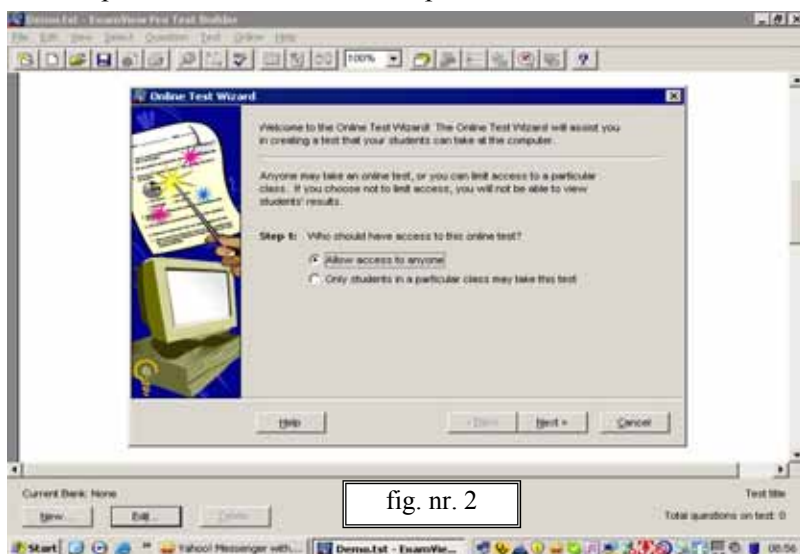 Demo.tst - ExamView Pro Test Builder
File Edit View Select Question Test Online Help
100%
Online Test Wizard
Welcome to the Online Test Wizard! The Online Test Wizard will assist you
in creating a test that your students can take at the computer.
Anyone may take an online test, or you can limit access to a particular
class. If you choose not to limit access, you will not be able to view
students' results.
Step 1: Who should have access to this online test?
Allow access to anyone
Only students in a particular class may take this test
Help < Back Next > Cancel
Current Bank: None
Test title
New... Edit... Delete
fig. nr. 2
Total questions on test: 0
Start Yahoo! Messenger with... Demo.tst - ExamVie... 08:56